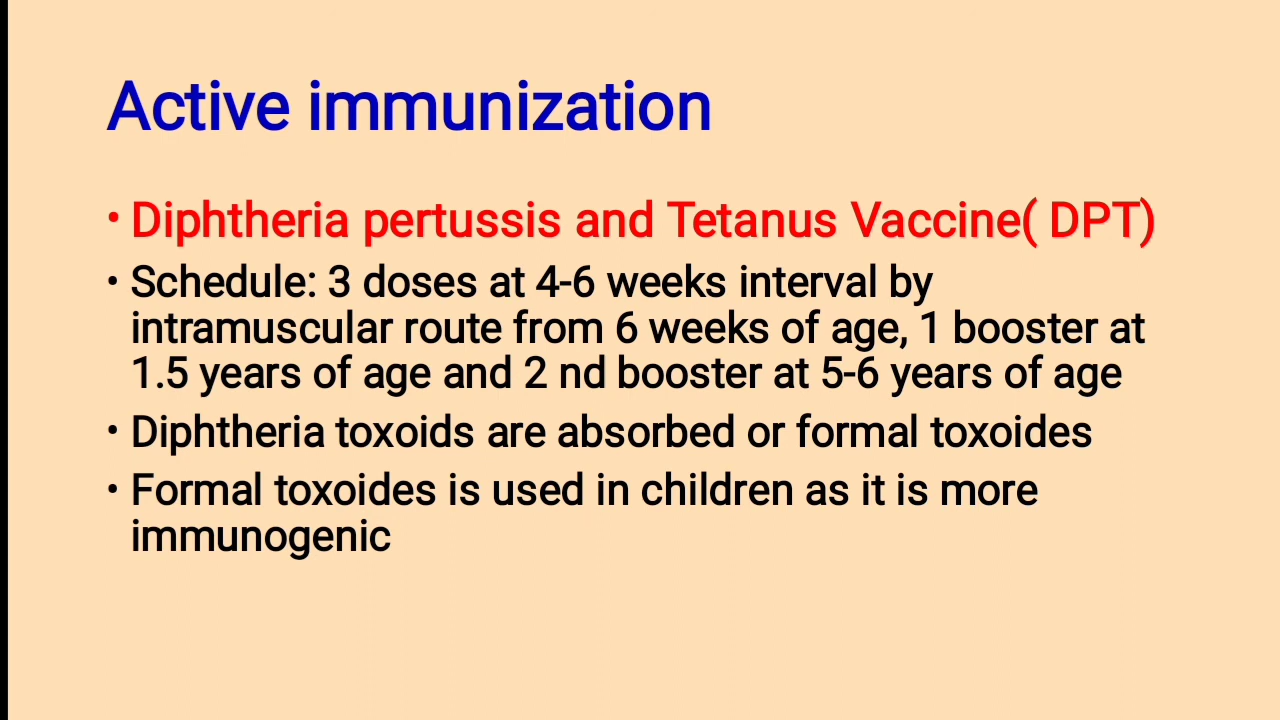 Active immunization
• Diphtheria pertussis and Tetanus Vaccine( DPT)
• Schedule: 3 doses at 4-6 weeks interval by
intramuscular route from 6 weeks of age, 1 booster at
1.5 years of age and 2 nd booster at 5-6 years of age
• Diphtheria toxoids are absorbed or formal toxoides
• Formal toxoides is used in children as it is more
immunogenic